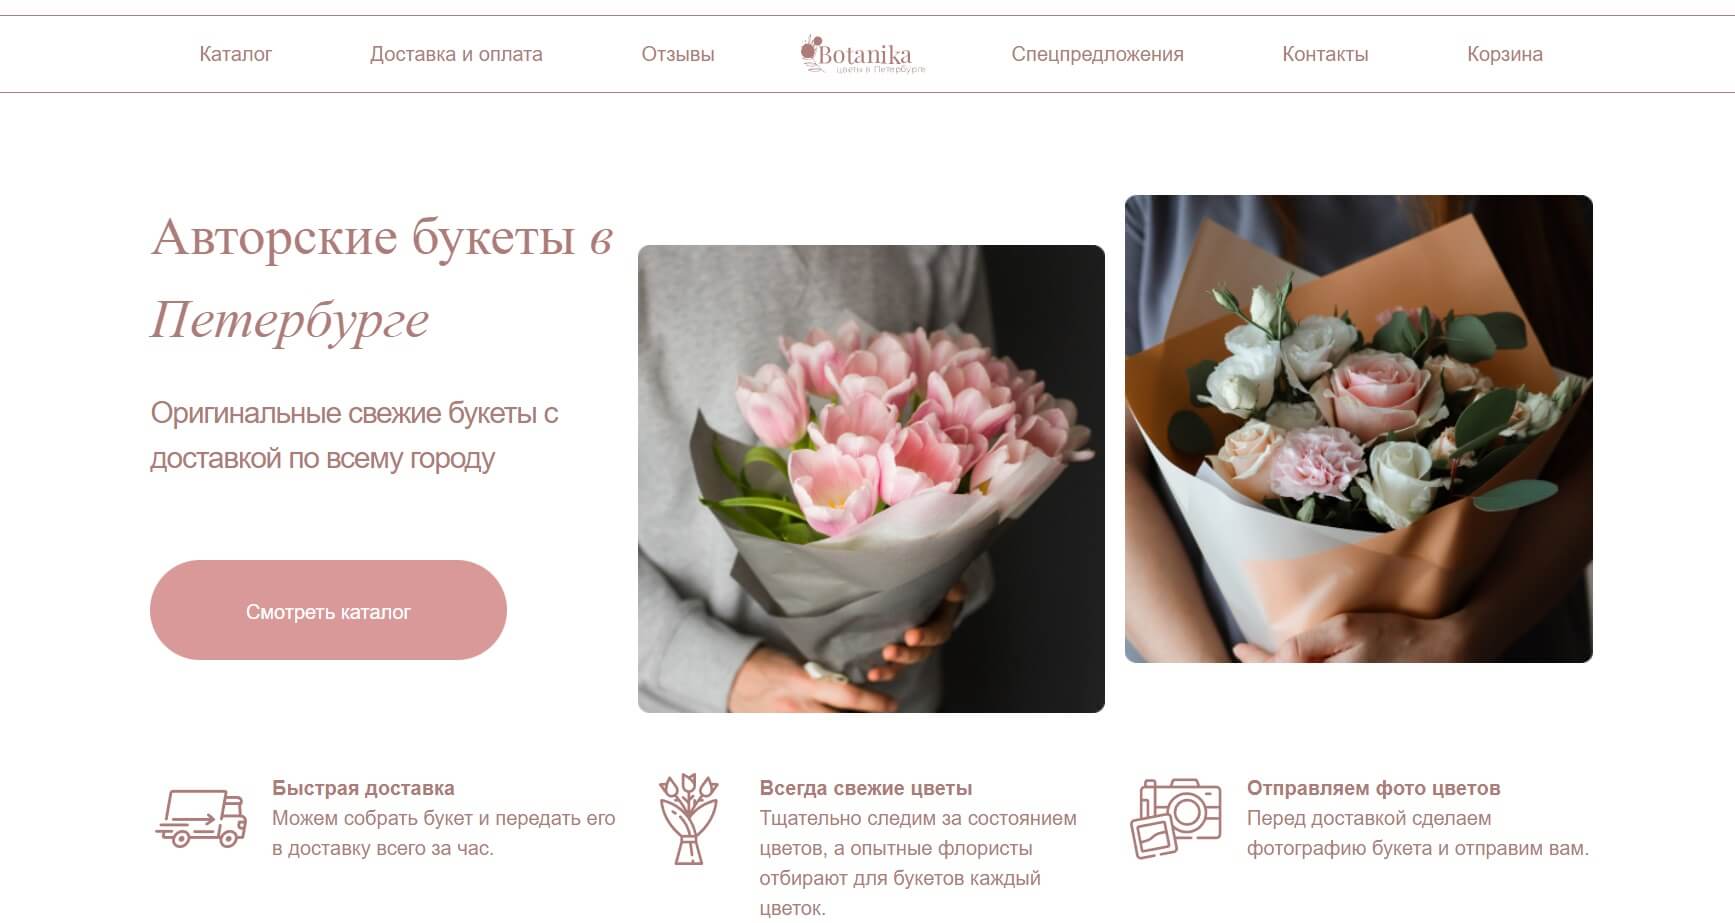 Каталог
Доставка и оплата
Отзывы
Botanika
цветы в Петербурге
Спецпредложения
Контакты
Корзина
Авторские букеты в
Петербурге
Оригинальные свежие букеты с
доставкой по всему городу
Смотреть каталог
Быстрая доставка
Можем собрать букет и передать его
в доставку всего за час.
Всегда свежие цветы
Тщательно следим за состоянием
цветов, а опытные флористы
отбирают для букетов каждый
цветок.
Отправляем фото цветов
Перед доставкой сделаем
фотографию букета и отправим вам.